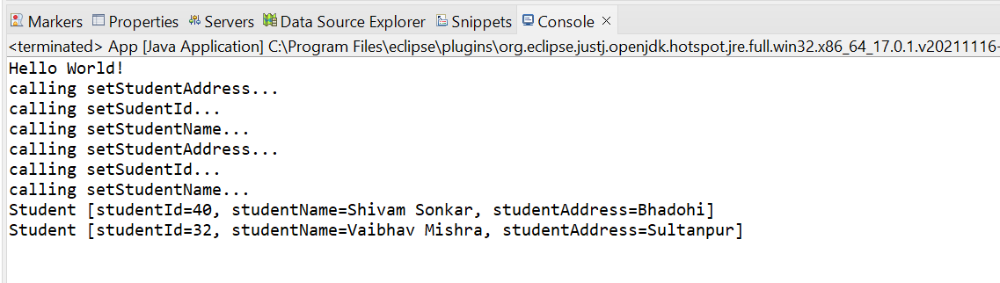 Markers Properties Servers Data Source Explorer Snippets Console
<terminated> App [Java Application] C:\Program Files\eclipse\plugins\org.eclipse.justj.openjdk.hotspot.jre.full.win32.x86_64_17.0.1.v20211116-
Hello World!
calling setStudentAddress...
calling setSudentId...
calling setStudentName...
calling setStudentAddress...
calling setSudentId...
calling setStudentName...
Student [studentId=40, studentName=Shivam Sonkar, studentAddress=Bhadohi]
Student [studentId=32, studentName=Vaibhav Mishra, studentAddress=Sultanpur]